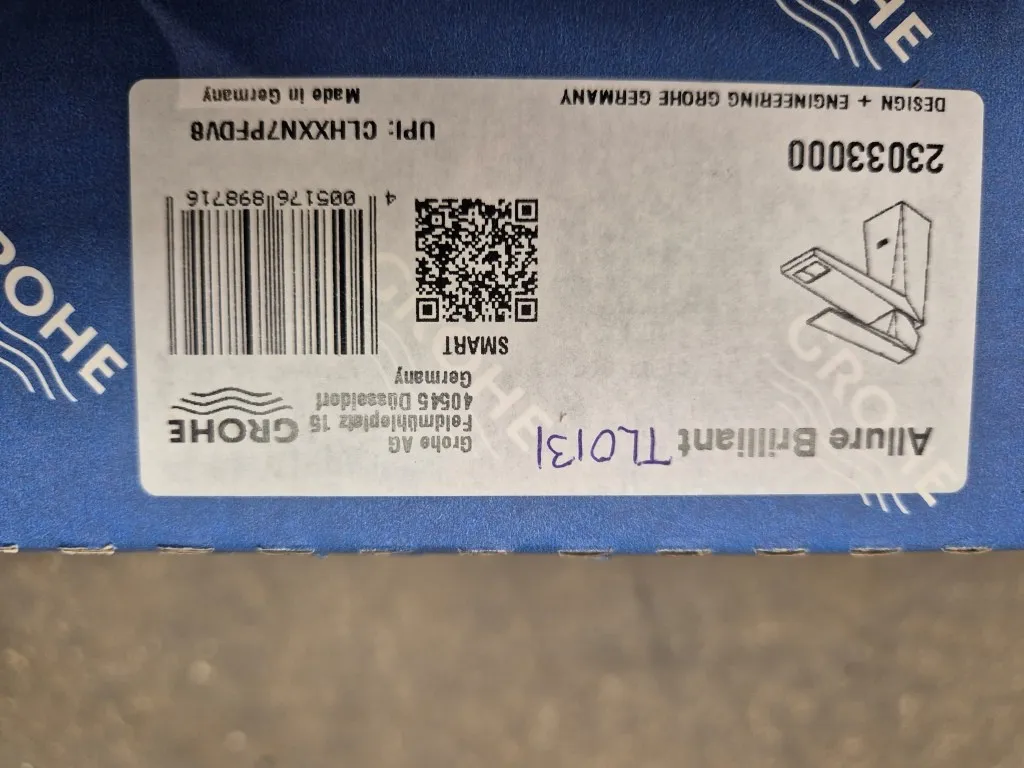 Allure Brilliant TL0131
Grohe AG
Feldmühleplatz 15
40545 Düsseldorf
Germany
GROHE
SMART
4 005176 898716
23033000
UPI: CLHXXN7PFDV8
DESIGN + ENGINEERING GROHE GERMANY
Made in Germany
GROHE
GROHE
GROHE
GROHE